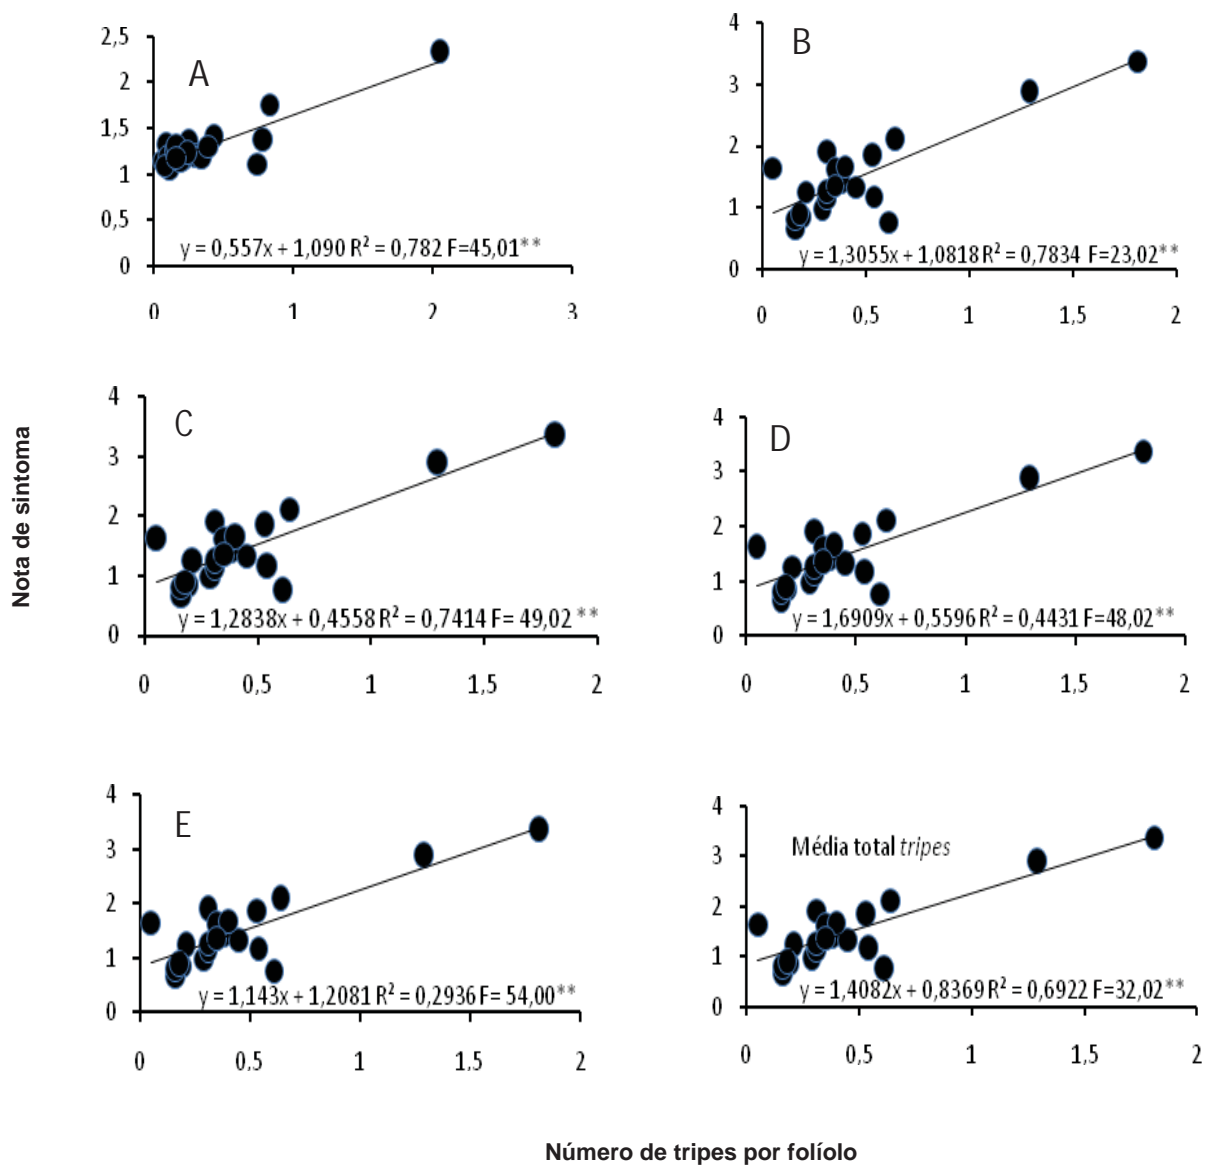 A
2,5
2
1,5
1
0,5
0
y = 0,557x + 1,090 R² = 0,782 F=45,01**
0 1 2 3
B
4
3
2
1
0
y = 1,3055x + 1,0818 R² = 0,7834 F=23,02**
0 0,5 1 1,5 2
Nota de sintoma
C
4
3
2
1
0
y = 1,2838x + 0,4558 R² = 0,7414 F= 49,02 **
0 0,5 1 1,5 2
D
4
3
2
1
0
y = 1,6909x + 0,5596 R² = 0,4431 F=48,02**
0 0,5 1 1,5 2
E
4
3
2
1
0
y = 1,143x + 1,2081 R² = 0,2936 F= 54,00**
0 0,5 1 1,5 2
Média total tripes
4
3
2
1
0
y = 1,4082x + 0,8369 R² = 0,6922 F=32,02**
0 0,5 1 1,5 2
Número de tripes por folíolo